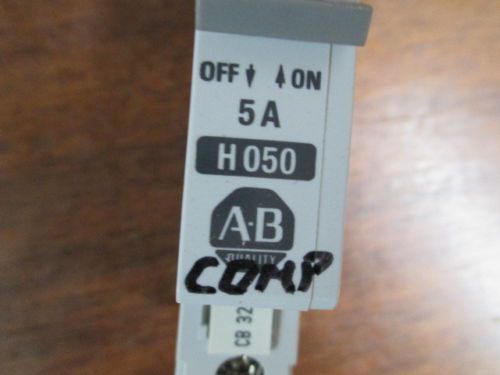 OFF ON
5 A
H 050
A-B
QUALITY
COMP
CB 32